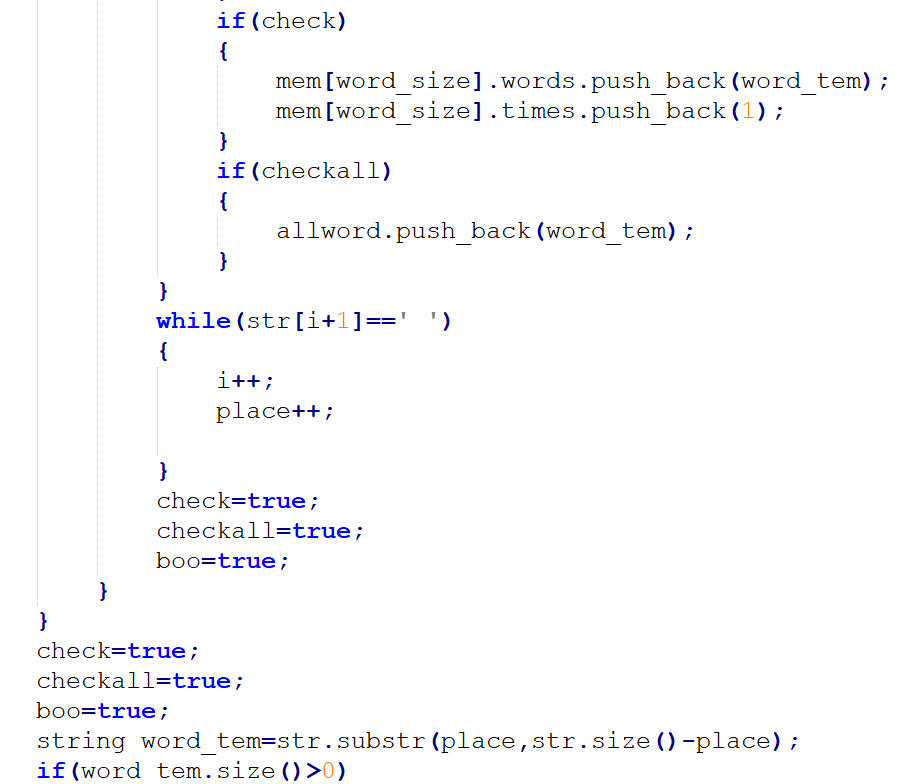 if(check)
{
mem[word_size].words.push_back(word_tem);
mem[word_size].times.push_back(1);
}
if(checkall)
{
allword.push_back(word_tem);
}
}
while(str[i+1]==' ')
{
i++;
place++;
}
check=true;
checkall=true;
boo=true;
}
}
check=true;
checkall=true;
boo=true;
string word_tem=str.substr(place,str.size()-place);
if(word_tem.size()>0)